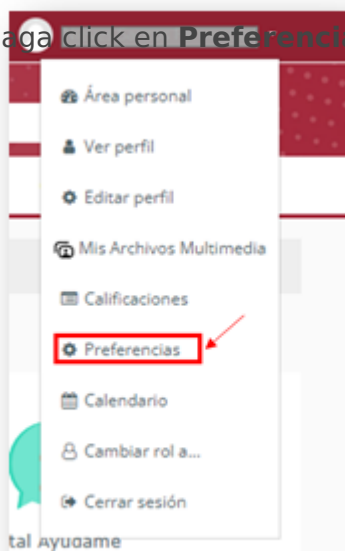 aga click en Preferencia
Área personal
Ver perfil
Editar perfil
Mis Archivos Multimedia
Calificaciones
Preferencias
Calendario
Cambiar rol a...
Cerrar sesión
tal Ayudame